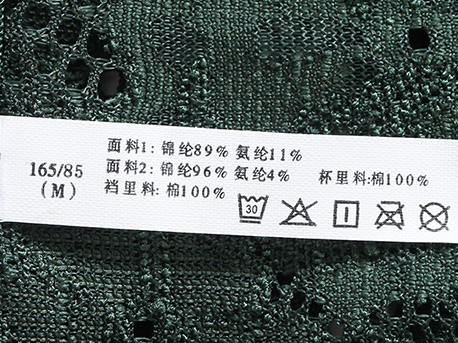 165/85
(M)
面料1: 锦纶89% 氨纶11%
面料2: 锦纶96% 氨纶4%
裆里料: 棉100%
杯里料:棉100%
30